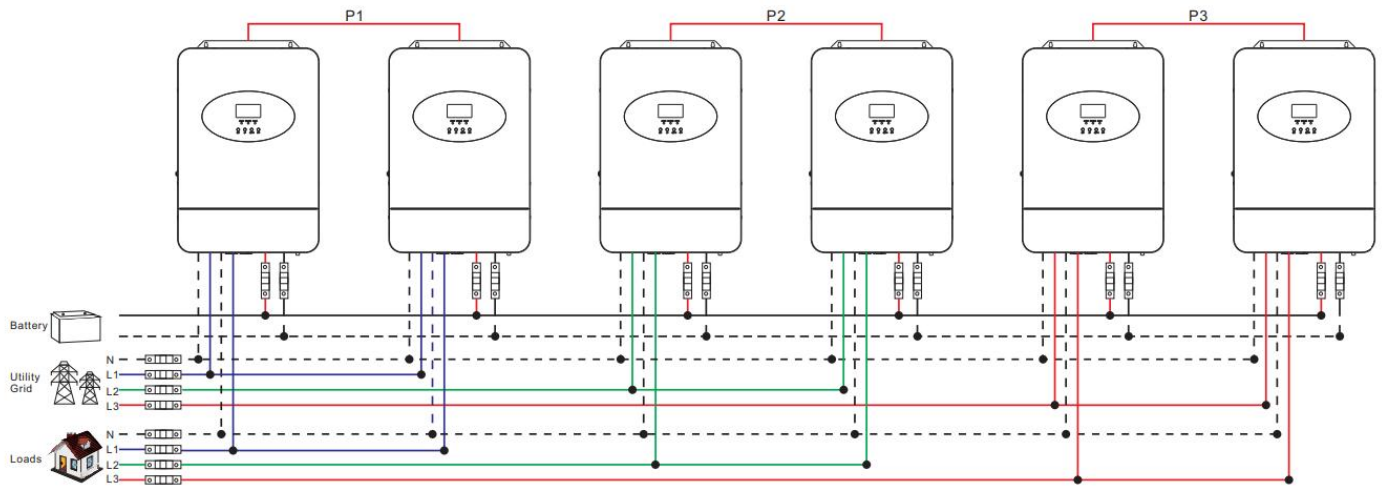 P1 P2 P3
Battery
N
L1
Utility
Grid
L2
L3
N
L1
Loads
L2
L3